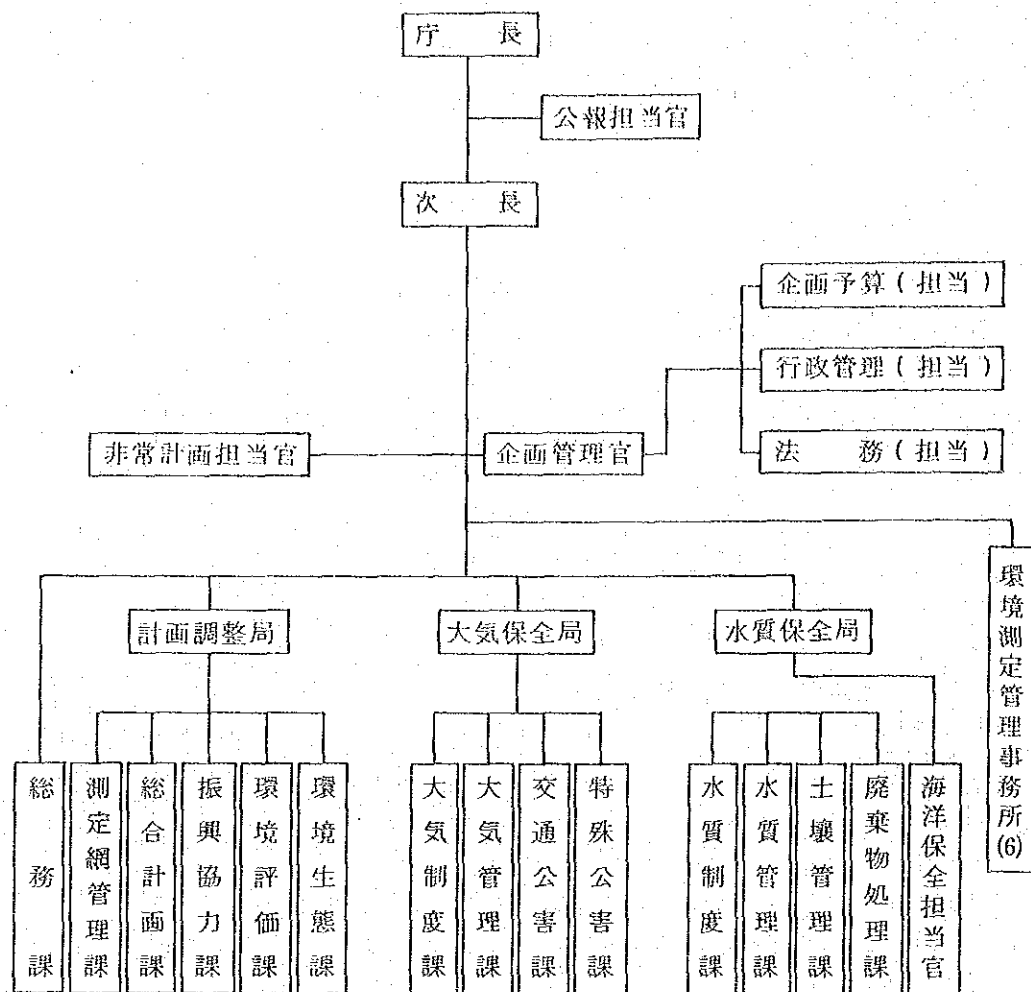 庁 長
公報担当官
次 長
企画予算(担当)
行政管理(担当)
法 務(担当)
非常計画担当官
企画管理官
環境測定管理事務所(6)
計画調整局
大気保全局
水質保全局
総務課
測定網管理課
総合計画課
振興協力課
環境評価課
環境生態課
大気制度課
大気管理課
交通公害課
特殊公害課
水質制度課
水質管理課
土壌管理課
廃棄物処理課
海洋保全担当官